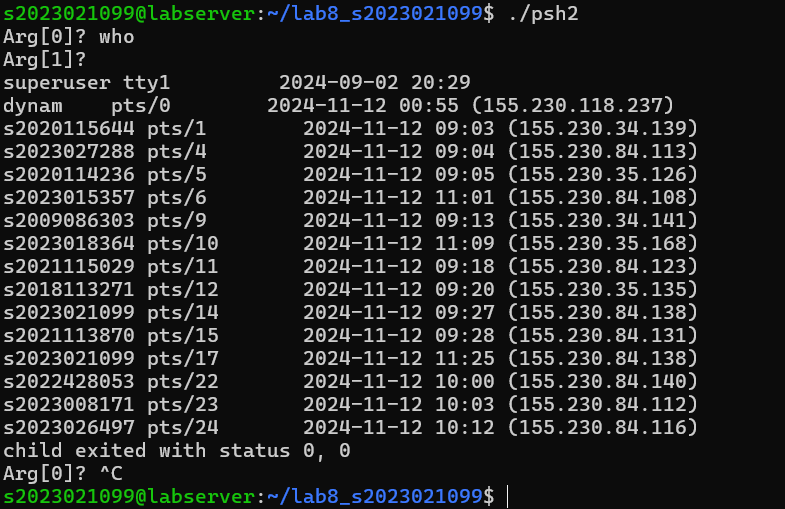 s2023021099@labserver:~/lab8_s2023021099$ ./psh2
Arg[0]? who
Arg[1]?
superuser tty1         2024-09-02 20:29
dynam    pts/0        2024-11-12 00:55 (155.230.118.237)
s2020115644 pts/1        2024-11-12 09:03 (155.230.34.139)
s2023027288 pts/4        2024-11-12 09:04 (155.230.84.113)
s2020114236 pts/5        2024-11-12 09:05 (155.230.35.126)
s2023015357 pts/6        2024-11-12 11:01 (155.230.84.108)
s2009086303 pts/9        2024-11-12 09:13 (155.230.34.141)
s2023018364 pts/10       2024-11-12 11:09 (155.230.35.168)
s2021115029 pts/11       2024-11-12 09:18 (155.230.84.123)
s2018113271 pts/12       2024-11-12 09:20 (155.230.35.135)
s2023021099 pts/14       2024-11-12 09:27 (155.230.84.138)
s2021113870 pts/15       2024-11-12 09:28 (155.230.84.131)
s2023021099 pts/17       2024-11-12 11:25 (155.230.84.138)
s2022428053 pts/22       2024-11-12 10:00 (155.230.84.140)
s2023008171 pts/23       2024-11-12 10:03 (155.230.84.112)
s2023026497 pts/24       2024-11-12 10:12 (155.230.84.116)
child exited with status 0, 0
Arg[0]? ^C
s2023021099@labserver:~/lab8_s2023021099$